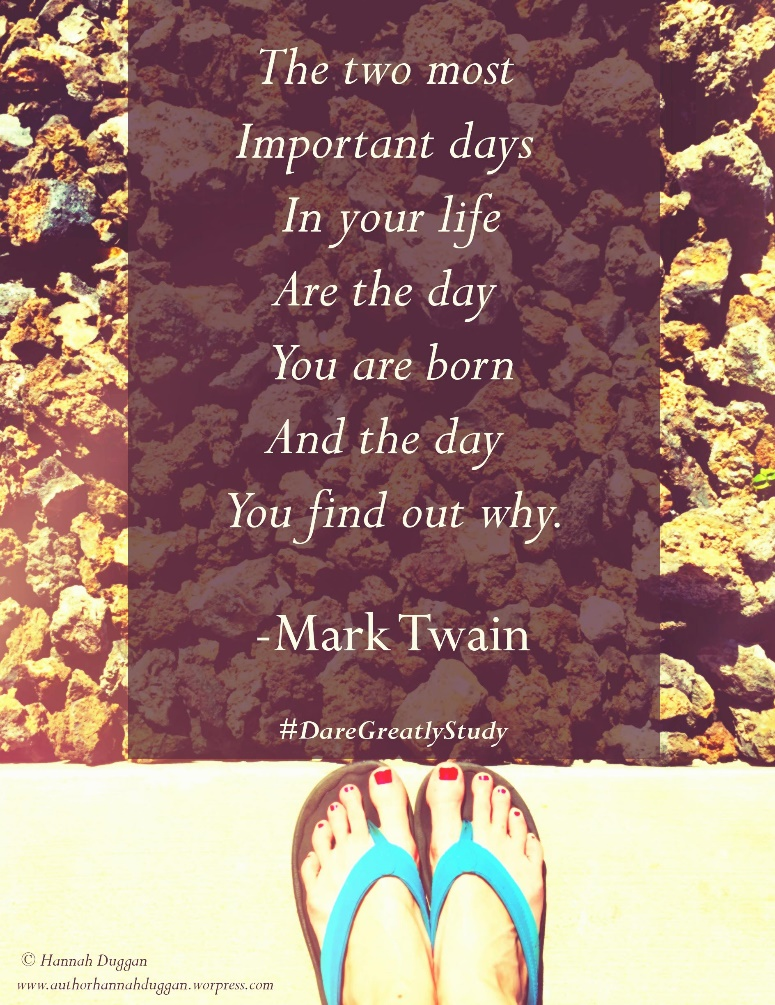 The two most
Important days
In your life
Are the day
You are born
And the day
You find out why.
-Mark Twain
#DareGreatlyStudy
© Hannah Duggan
www.authorhannahduggan.worpress.com